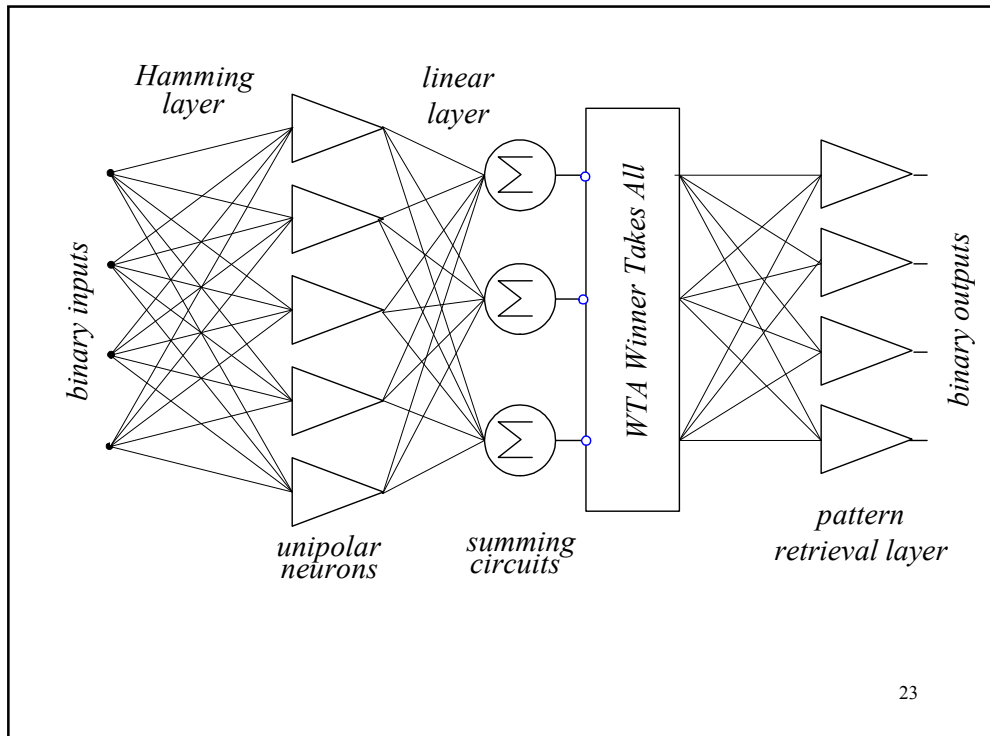 Hamming
layer
linear
layer
binary inputs
Σ
Σ
Σ
WTA Winner Takes All
binary outputs
unipolar
neurons
summing
circuits
pattern
retrieval layer
23